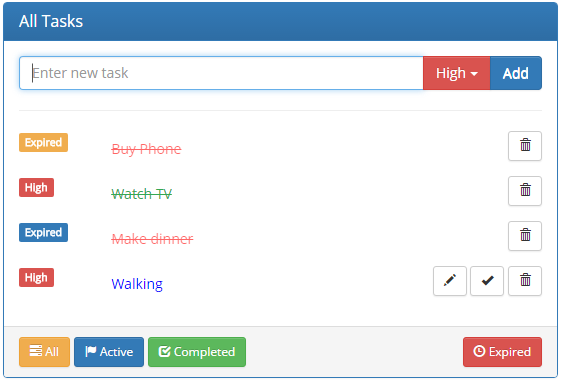 All Tasks
Enter new task High Add
Expired Buy Phone
High Watch TV
Expired Make dinner
High Walking
All Active Completed Expired